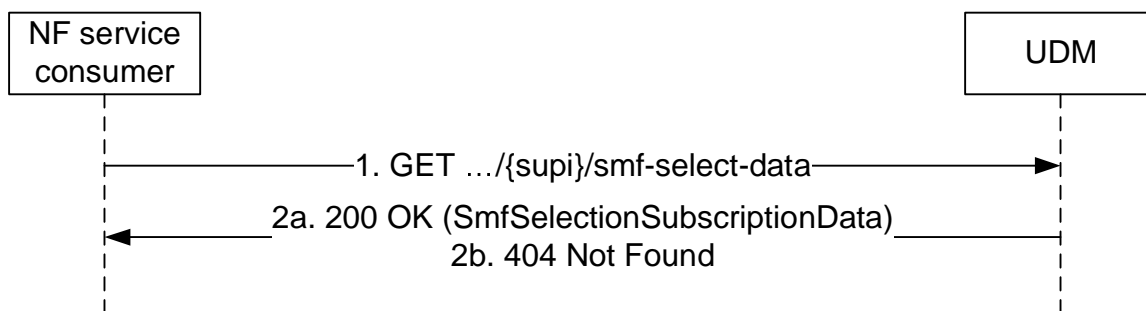 NF service
consumer
UDM
1. GET …/{supi}/smf-select-data
2a. 200 OK (SmfSelectionSubscriptionData)
2b. 404 Not Found